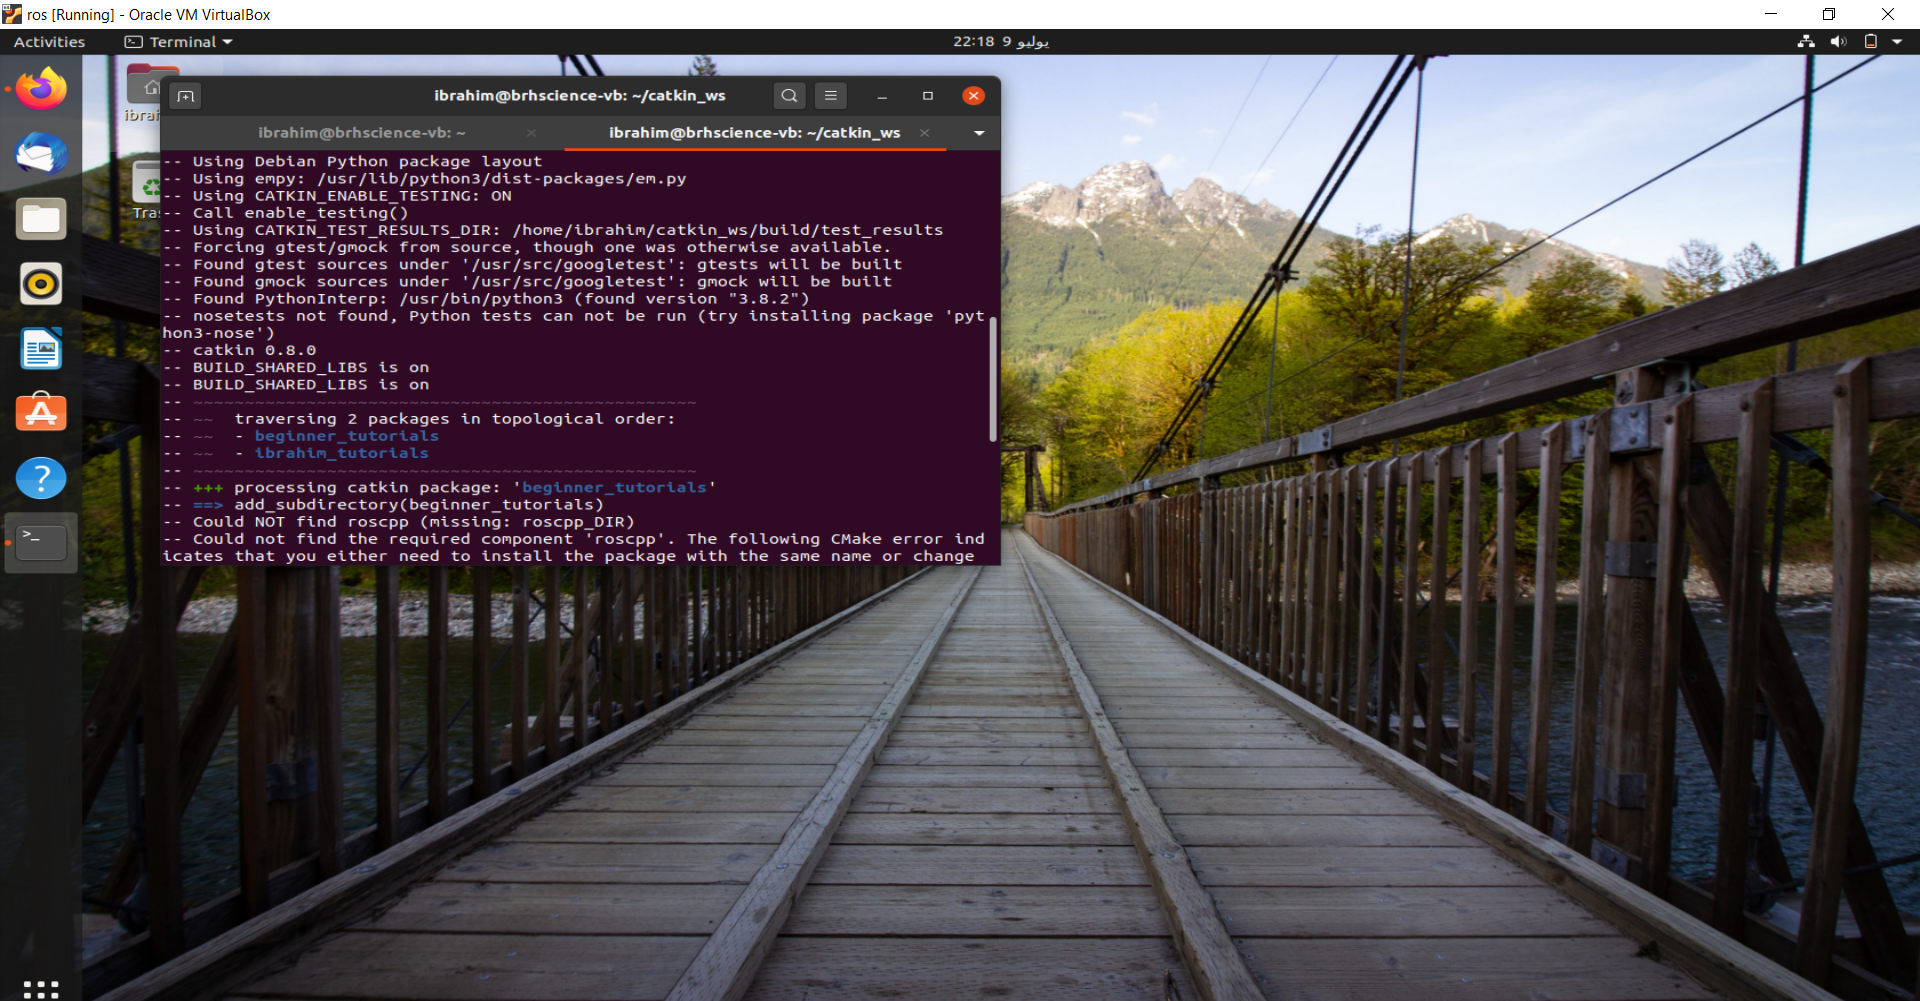 ros [Running] - Oracle VM VirtualBox
Activities
Terminal
22:18 9 يوليو
ibrahim@brhscience-vb: ~/catkin_ws
ibrahim@brhscience-vb: ~
ibrahim@brhscience-vb: ~/catkin_ws
-- Using Debian Python package layout
-- Using empy: /usr/lib/python3/dist-packages/em.py
-- Using CATKIN_ENABLE_TESTING: ON
-- Call enable_testing()
-- Using CATKIN_TEST_RESULTS_DIR: /home/ibrahim/catkin_ws/build/test_results
-- Forcing gtest/gmock from source, though one was otherwise available.
-- Found gtest sources under '/usr/src/googletest': gtests will be built
-- Found gmock sources under '/usr/src/googletest': gmock will be built
-- Found PythonInterp: /usr/bin/python3 (found version "3.8.2")
-- nosetests not found, Python tests can not be run (try installing package 'pyt
hon3-nose')
-- catkin 0.8.0
-- BUILD_SHARED_LIBS is on
-- BUILD_SHARED_LIBS is on
-- ~~~~~~~~~~~~~~~~~~~~~~~~~~~~~~~~~~~~~~~~~~~~~~~~~
-- ~~  traversing 2 packages in topological order:
-- ~~  - beginner_tutorials
-- ~~  - ibrahim_tutorials
-- ~~~~~~~~~~~~~~~~~~~~~~~~~~~~~~~~~~~~~~~~~~~~~~~~~
-- +++ processing catkin package: 'beginner_tutorials'
-- ==> add_subdirectory(beginner_tutorials)
-- Could NOT find roscpp (missing: roscpp_DIR)
-- Could not find the required component 'roscpp'. The following CMake error ind
icates that you either need to install the package with the same name or change
ibrai
Tras